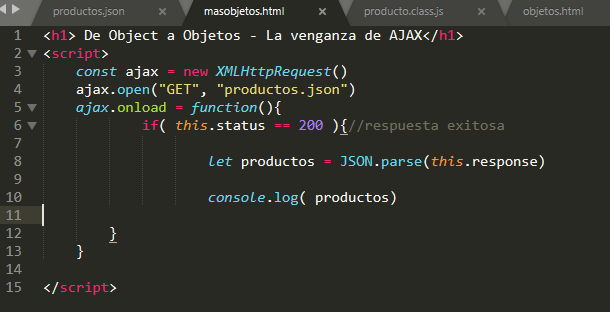 productos.json × masobjetos.html × producto.class.js × objetos.html
1 <h1> De Object a Objetos - La venganza de AJAX</h1>
2 <script>
3 const ajax = new XMLHttpRequest()
4 ajax.open("GET", "productos.json")
5 ajax.onload = function(){
6 if( this.status == 200 ){//respuesta exitosa
7
8 let productos = JSON.parse(this.response)
9
10 console.log( productos)
11
12 }
13 }
14
15 </script>